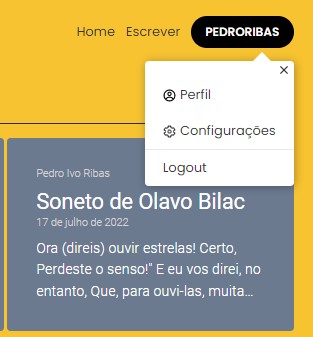 Home Escrever PEDRORIBAS
Perfil
Configurações
Logout
Pedro Ivo Ribas
Soneto de Olavo Bilac
17 de julho de 2022
Ora (direis) ouvir estrelas! Certo,
Perdeste o senso!" E eu vos direi, no
entanto, Que, para ouvi-las, muita...